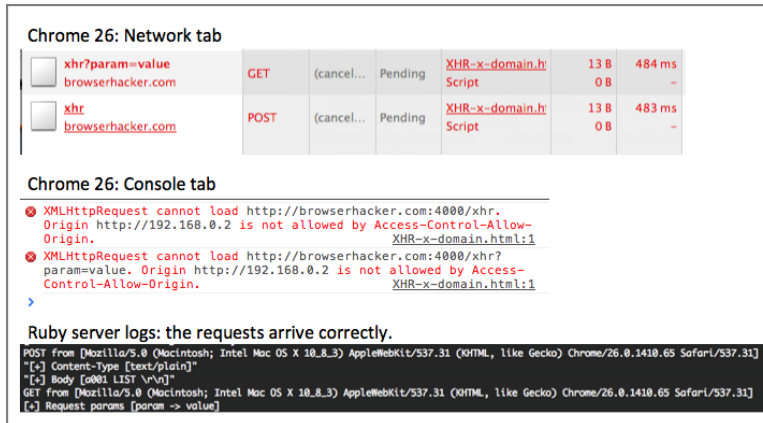 Chrome 26: Network tab
xhr?param=value GET (cancel... Pending XHR-x-domain.h 13 B 484 ms
browserhacker.com Script 0 B –
xhr POST (cancel... Pending XHR-x-domain.h 13 B 483 ms
browserhacker.com Script 0 B –
Chrome 26: Console tab
XMLHttpRequest cannot load http://browserhacker.com:4000/xhr.
Origin http://192.168.0.2 is not allowed by Access-Control-Allow-
Origin. XHR-x-domain.html:1
XMLHttpRequest cannot load http://browserhacker.com:4000/xhr?
param=value. Origin http://192.168.0.2 is not allowed by Access-
Control-Allow-Origin. XHR-x-domain.html:1
>
Ruby server logs: the requests arrive correctly.
POST from [Mozilla/5.0 (Macintosh; Intel Mac OS X 10_8_3) AppleWebKit/537.31 (KHTML, like Gecko) Chrome/26.0.1410.65 Safari/537.31]
"[+] Content-Type [text/plain]"
"[+] Body [a001 LIST \r\n]"
GET from [Mozilla/5.0 (Macintosh; Intel Mac OS X 10_8_3) AppleWebKit/537.31 (KHTML, like Gecko) Chrome/26.0.1410.65 Safari/537.31]
[+] Request params [param -> value]